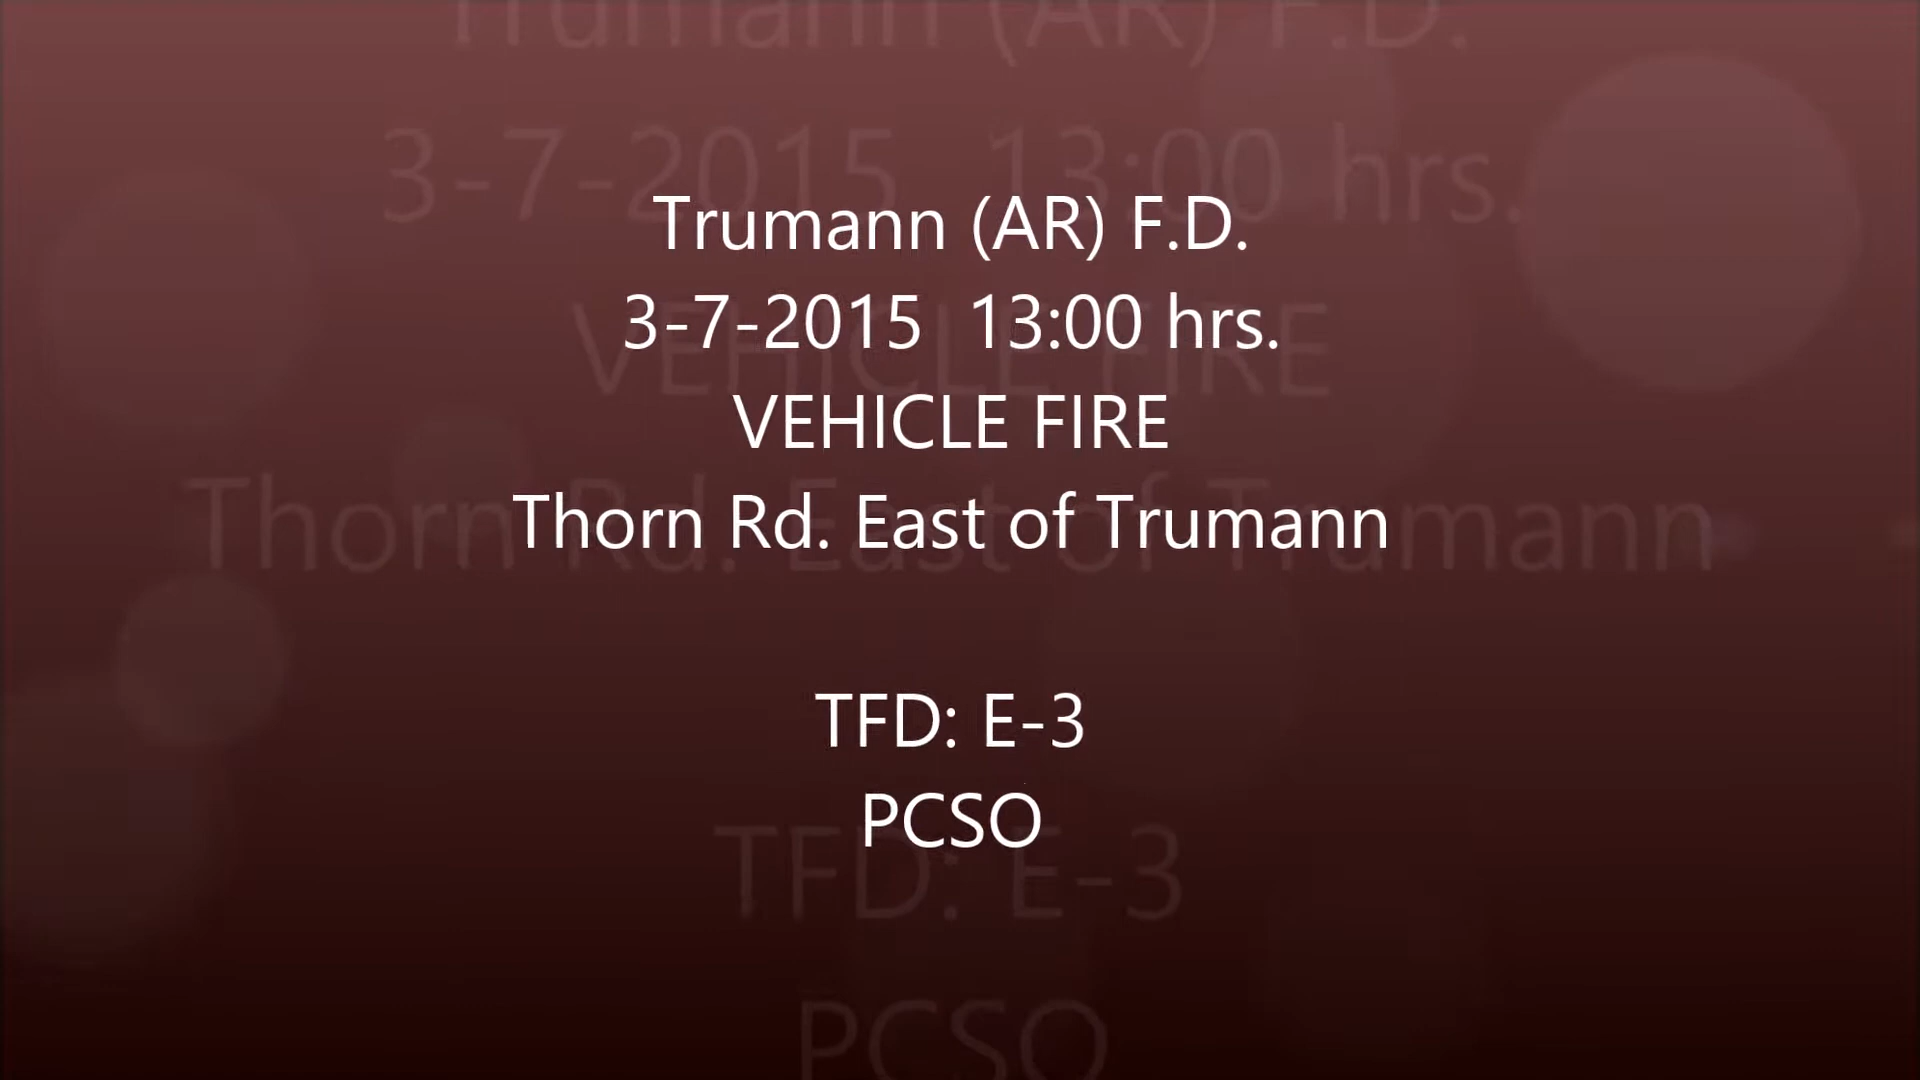 Trumann (AR) F.D.
3-7-2015 13:00 hrs.
VEHICLE FIRE
Thorn Rd. East of Trumann
TFD: E-3
PCSO